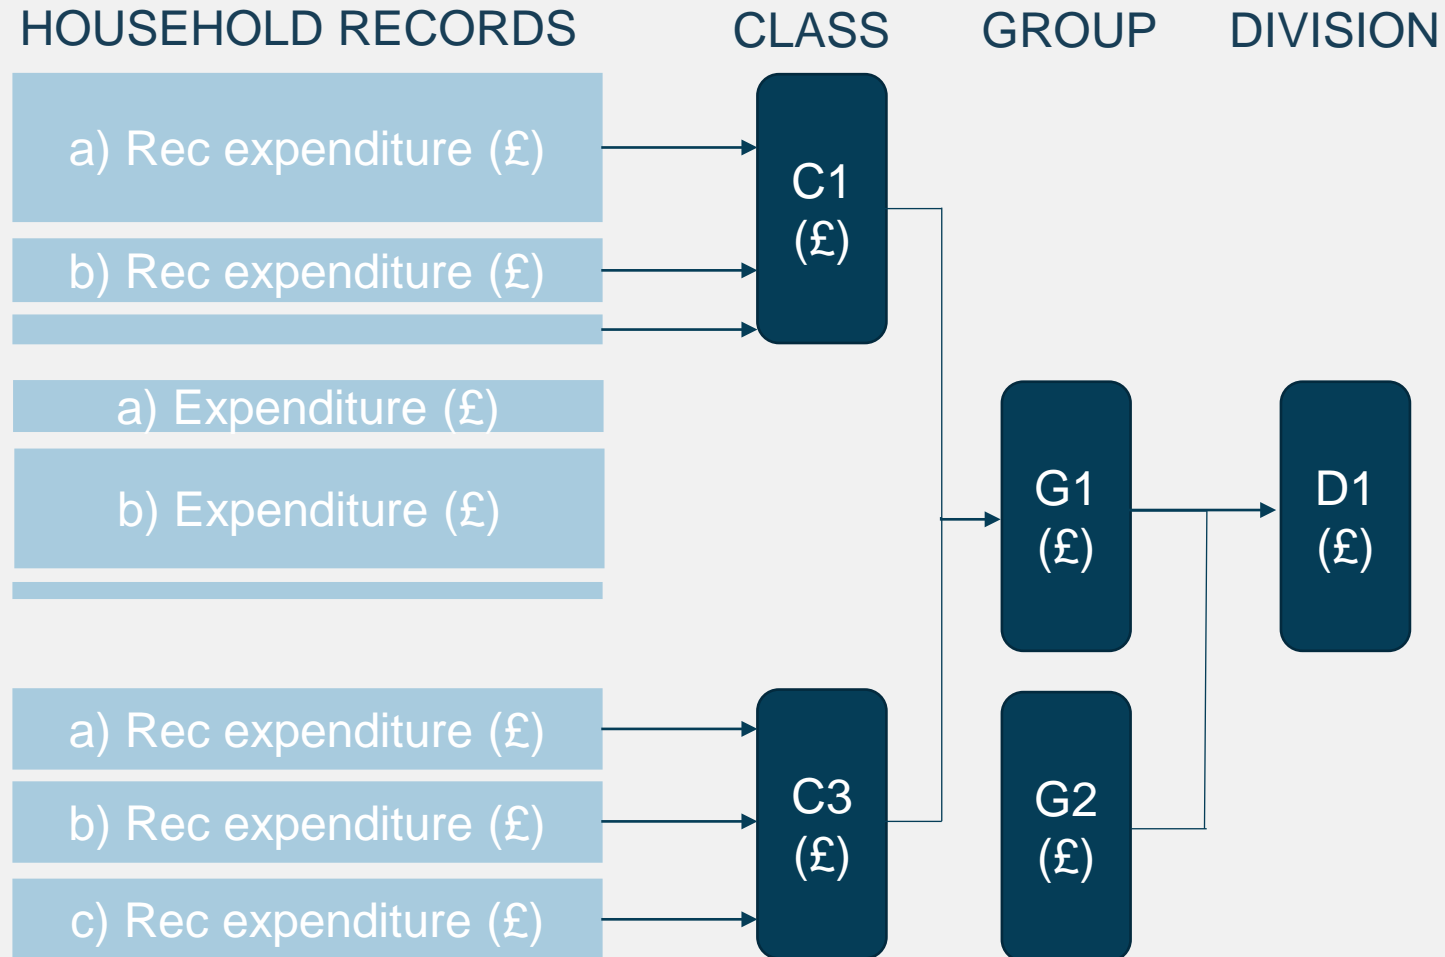 HOUSEHOLD RECORDS
CLASS
GROUP
DIVISION
a) Rec expenditure (£)
b) Rec expenditure (£)
C1
(£)
a) Expenditure (£)
b) Expenditure (£)
G1
(£)
D1
(£)
a) Rec expenditure (£)
b) Rec expenditure (£)
c) Rec expenditure (£)
C3
(£)
G2
(£)